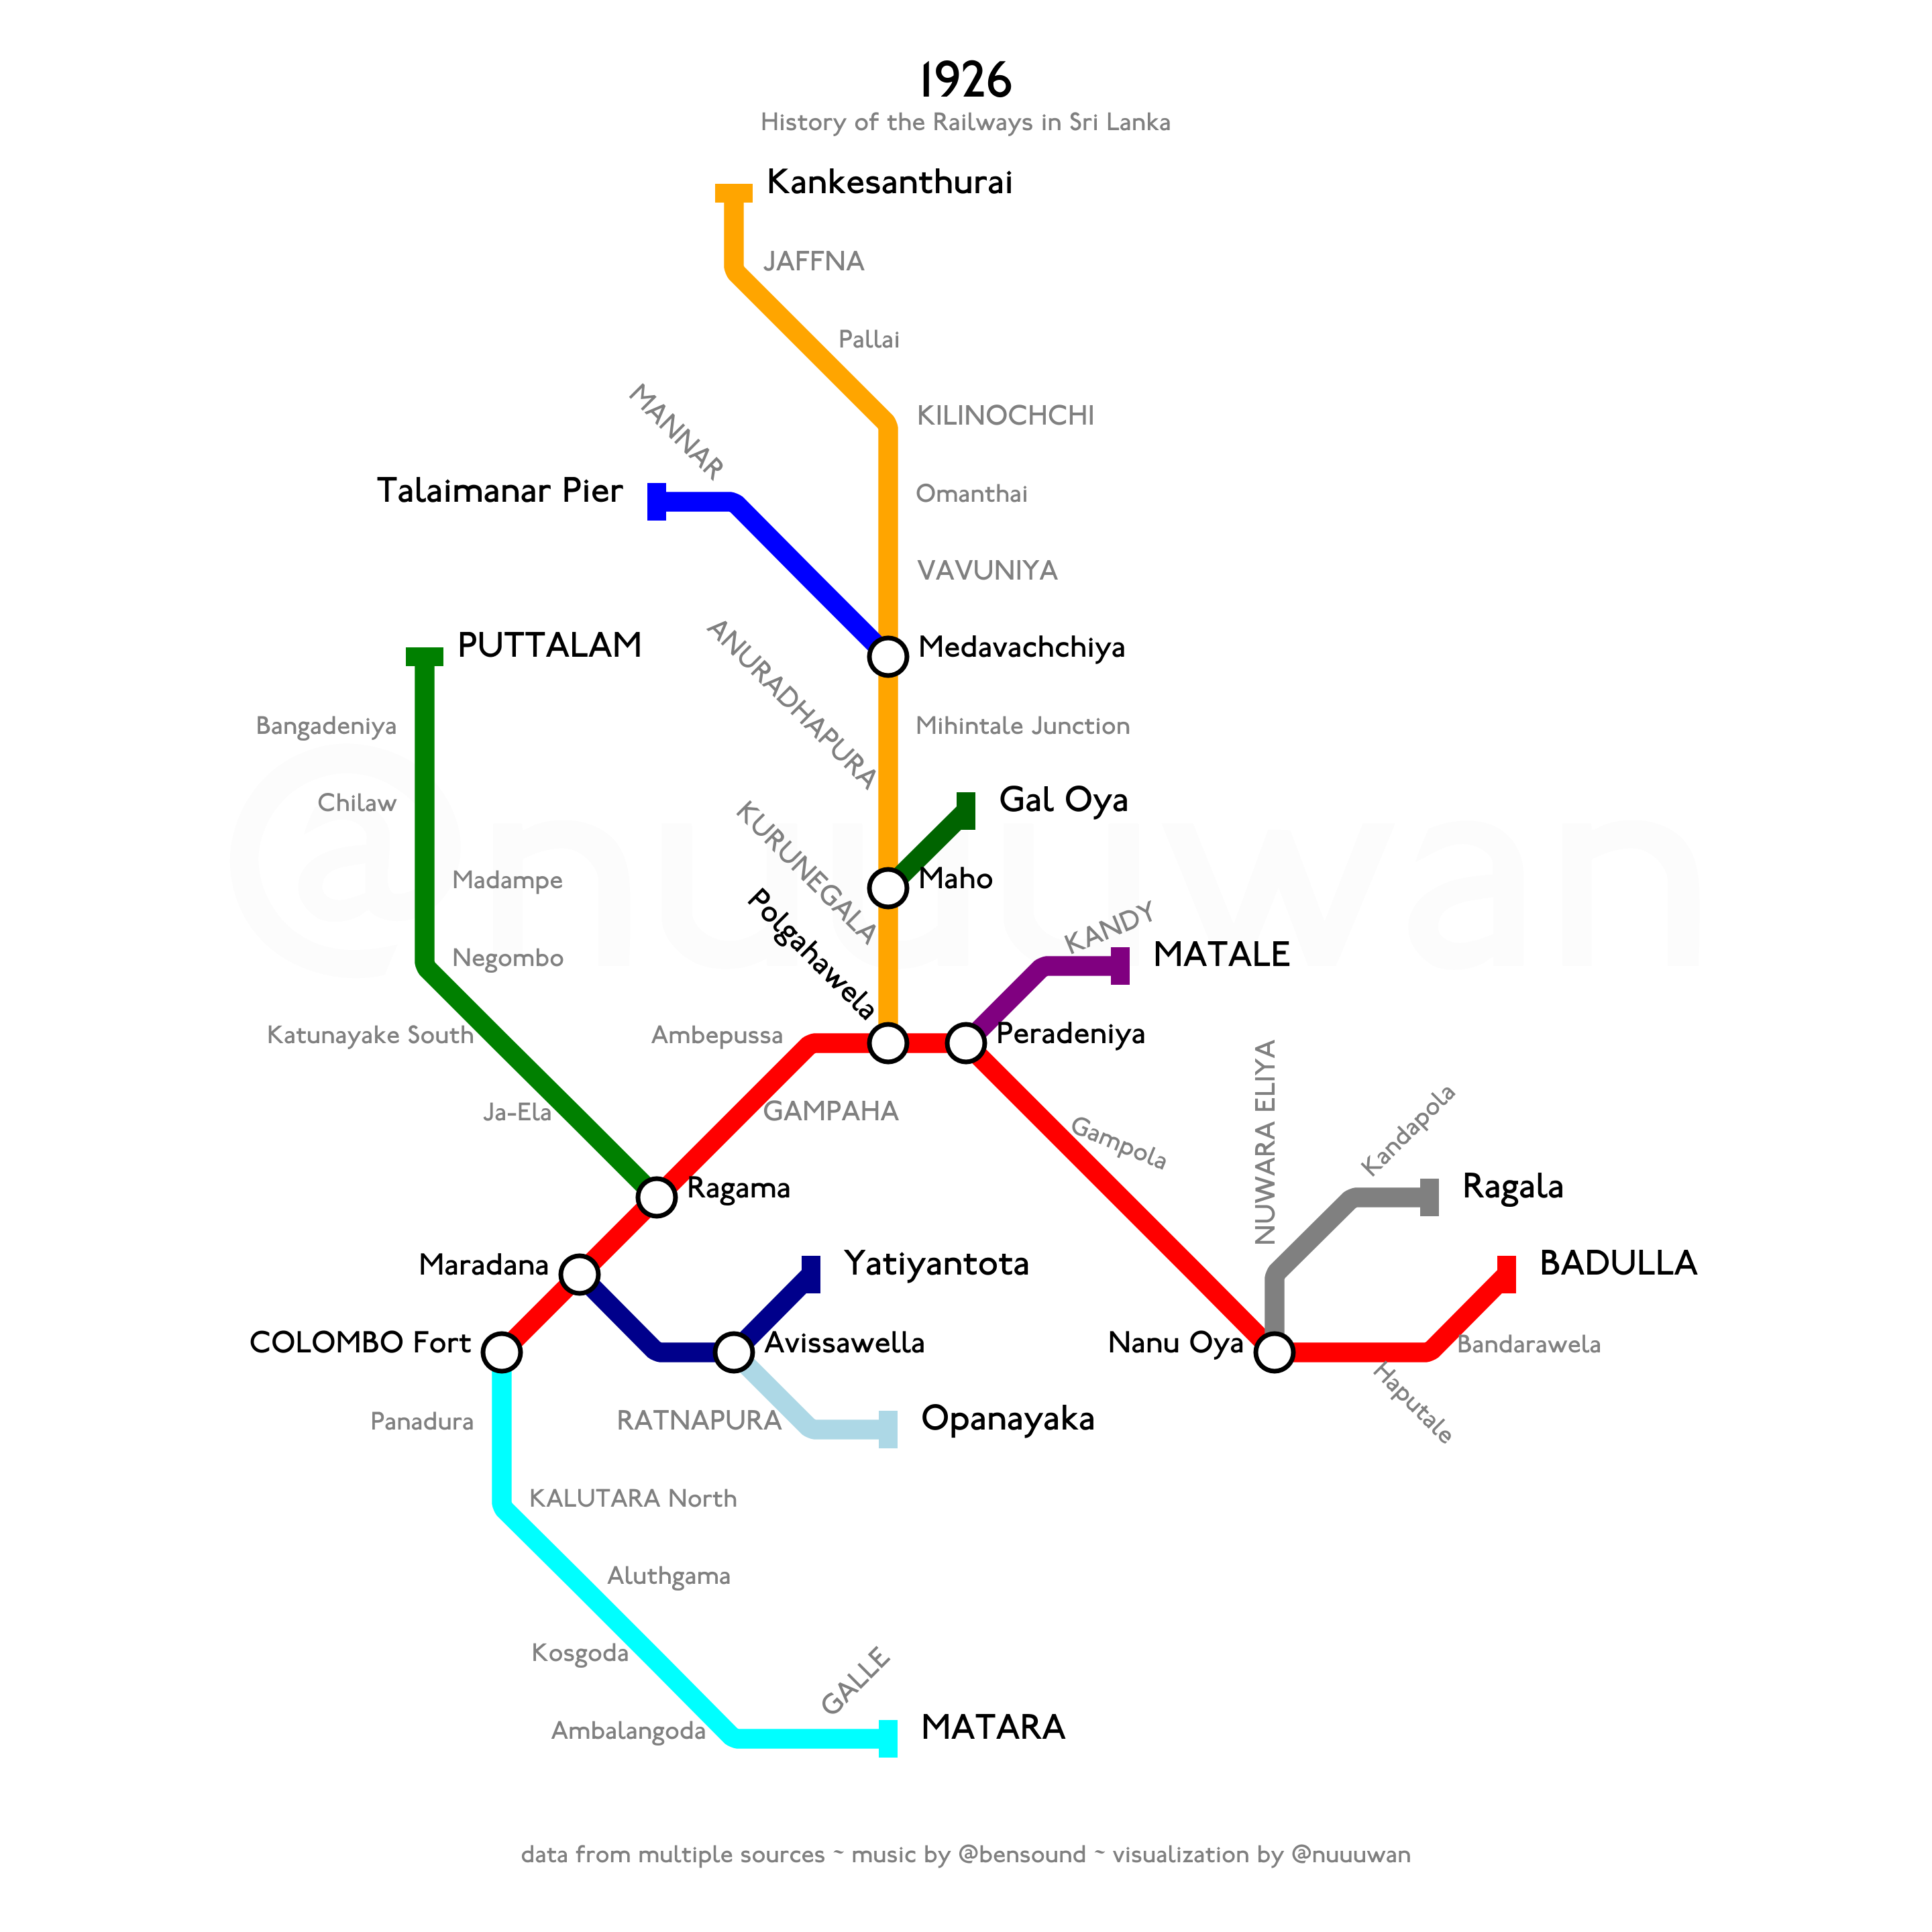 1926
History of the Railways in Sri Lanka
Kankesanthurai
JAFFNA
Pallai
MANNAR
KILINOCHCHI
Talaimanar Pier
Omanthai
VAVUNIYA
PUTTALAM
ANURADHAPURA
Medavachchiya
Bangadeniya
Mihintale Junction
Chilaw
Gal Oya
KURUNEGALA
Madampe
Maho
@nuuuwan
Polgahawela
KANDY
Negombo
MATALE
Katunayake South
Ambepussa
Peradeniya
NUWARA ELIYA
Kandapola
Ja-Ela
GAMPAHA
Gampola
Ragama
Ragala
Maradana
Yatiyantota
BADULLA
COLOMBO Fort
Avissawella
Nanu Oya
Bandarawela
Haputale
Panadura
RATNAPURA
Opanayaka
KALUTARA North
Aluthgama
Kosgoda
GALLE
Ambalangoda
MATARA
data from multiple sources ~ music by @bensound ~ visualization by @nuuuwan